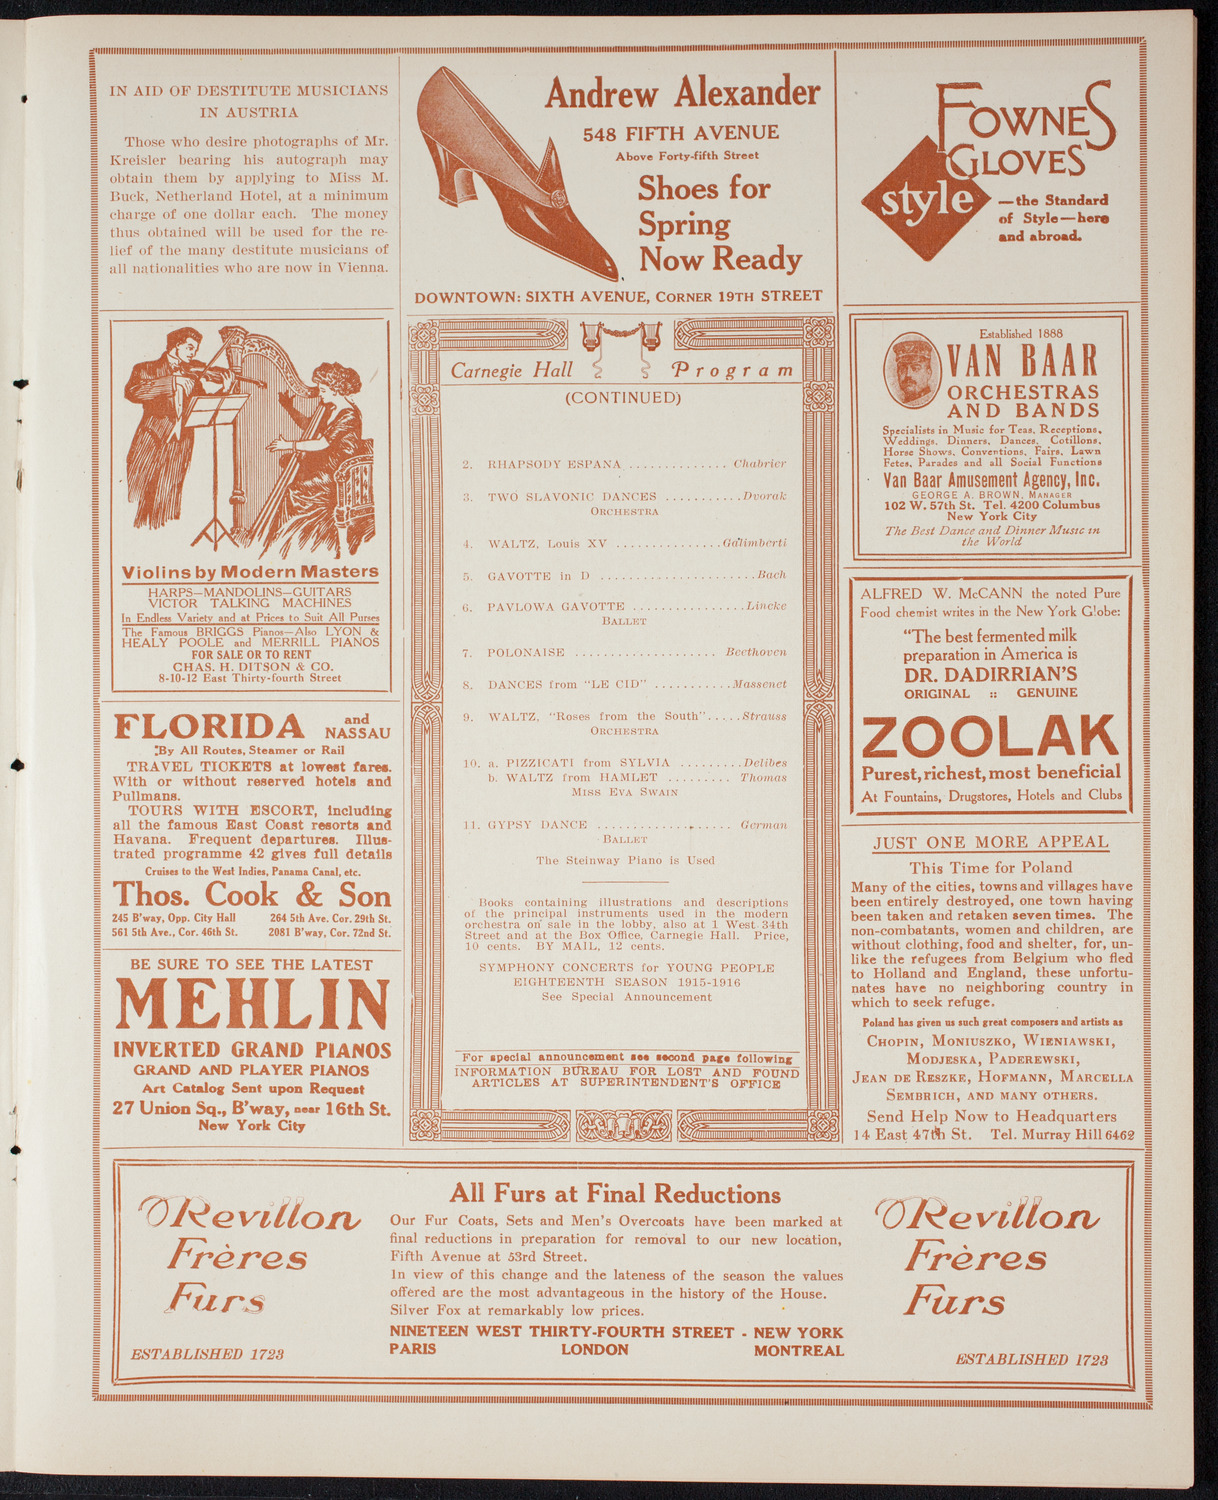 IN AID OF DESTITUTE MUSICIANS
IN AUSTRIA
Those who desire photographs of Mr.
Kreisler bearing his autograph may
obtain them by applying to Miss M.
Buck, Netherland Hotel, at a minimum
charge of one dollar each. The money
thus obtained will be used for the re-
lief of the many destitute musicians of
all nationalities who are now in Vienna.
Andrew Alexander
548 FIFTH AVENUE
Above Forty-fifth Street
Shoes for
Spring
Now Ready
DOWNTOWN: SIXTH AVENUE, CORNER 19TH STREET
FOWNES
GLOVES
style
—the Standard
of Style—here
and abroad.
Violins by Modern Masters
HARPS—MANDOLINS—GUITARS
VICTOR TALKING MACHINES
In Endless Variety and at Prices to Suit All Purses
The Famous BRIGGS Pianos—Also LYON &
HEALY POOLE and MERRILL PIANOS
FOR SALE OR TO RENT
CHAS. H. DITSON & CO.
8-10-12 East Thirty-fourth Street
FLORIDA and NASSAU
By All Routes, Steamer or Rail
TRAVEL TICKETS at lowest fares.
With or without reserved hotels and
Pullmans.
TOURS WITH ESCORT, including
all the famous East Coast resorts and
Havana. Frequent departures. Illus-
trated programme 42 gives full details
Cruises to the West Indies, Panama Canal, etc.
Thos. Cook & Son
245 B'way, Opp. City Hall 264 5th Ave. Cor. 29th St.
561 5th Ave., Cor. 46th St. 2081 B'way, Cor. 72nd St.
BE SURE TO SEE THE LATEST
MEHLIN
INVERTED GRAND PIANOS
GRAND AND PLAYER PIANOS
Art Catalog Sent upon Request
27 Union Sq., B'way, near 16th St.
New York City
Carnegie Hall Program
(CONTINUED)
2. RHAPSODY ESPANA .............. Chabrier
3. TWO SLAVONIC DANCES ...........Dvorak
ORCHESTRA
4. WALTZ, Louis XV ................Galimberti
5. GAVOTTE in D .......................Bach
6. PAVLOWA GAVOTTE .................Lincke
BALLET
7. POLONAISE ..................... Beethoven
8. DANCES from "LE CID" ...........Massenet
9. WALTZ, "Roses from the South".....Strauss
ORCHESTRA
10. a. PIZZICATI from SYLVIA .........Delibes
b. WALTZ from HAMLET ......... Thomas
MISS EVA SWAIN
11. GYPSY DANCE .................... German
BALLET
The Steinway Piano is Used
Books containing illustrations and descriptions
of the principal instruments used in the modern
orchestra on sale in the lobby, also at 1 West 34th
Street and at the Box Office, Carnegie Hall. Price,
10 cents. BY MAIL, 12 cents.
SYMPHONY CONCERTS for YOUNG PEOPLE
EIGHTEENTH SEASON 1915-1916
See Special Announcement
For special announcement see second page following
INFORMATION BUREAU FOR LOST AND FOUND
ARTICLES AT SUPERINTENDENT'S OFFICE
Established 1888
VAN BAAR
ORCHESTRAS
AND BANDS
Specialists in Music for Teas, Receptions,
Weddings, Dinners, Dances, Cotillons,
Horse Shows, Conventions, Fairs, Lawn
Fetes, Parades and all Social Functions
Van Baar Amusement Agency, Inc.
GEORGE A. BROWN, MANAGER
102 W. 57th St. Tel. 4200 Columbus
New York City
The Best Dance and Dinner Music in
the World
ALFRED W. McCANN the noted Pure
Food chemist writes in the New York Globe:
"The best fermented milk
preparation in America is
DR. DADIRRIAN'S
ORIGINAL :: GENUINE
ZOOLAK
Purest, richest, most beneficial
At Fountains, Drugstores, Hotels and Clubs
JUST ONE MORE APPEAL
This Time for Poland
Many of the cities, towns and villages have
been entirely destroyed, one town having
been taken and retaken seven times. The
non-combatants, women and children, are
without clothing, food and shelter, for, un-
like the refugees from Belgium who fled
to Holland and England, these unfortu-
nates have no neighboring country in
which to seek refuge.
Poland has given us such great composers and artists as
CHOPIN, MONIUSZKO, WIENIAWSKI,
MODJESKA, PADEREWSKI,
JEAN DE RESZKE, HOFMANN, MARCELLA
SEMBRICH, AND MANY OTHERS.
Send Help Now to Headquarters
14 East 47th St. Tel. Murray Hill 6462
Revillon
Frères
Furs
ESTABLISHED 1723
All Furs at Final Reductions
Our Fur Coats, Sets and Men's Overcoats have been marked at
final reductions in preparation for removal to our new location,
Fifth Avenue at 53rd Street.
In view of this change and the lateness of the season the values
offered are the most advantageous in the history of the House.
Silver Fox at remarkably low prices.
NINETEEN WEST THIRTY-FOURTH STREET - NEW YORK
PARIS LONDON MONTREAL
Revillon
Frères
Furs
ESTABLISHED 1723